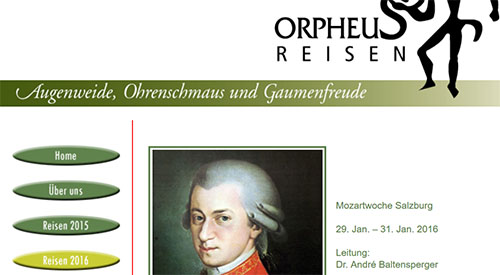 ORPHEUS
REISEN
Augenweide, Ohrenschmaus und Gaumenfreude
Home
Über uns
Reisen 2015
Reisen 2016
Mozartwoche Salzburg
29. Jan. – 31. Jan. 2016
Leitung:
Dr. André Baltensperger